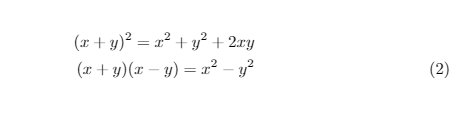 (x + y)² = x² + y² + 2xy
(x + y)(x − y) = x² − y² (2)